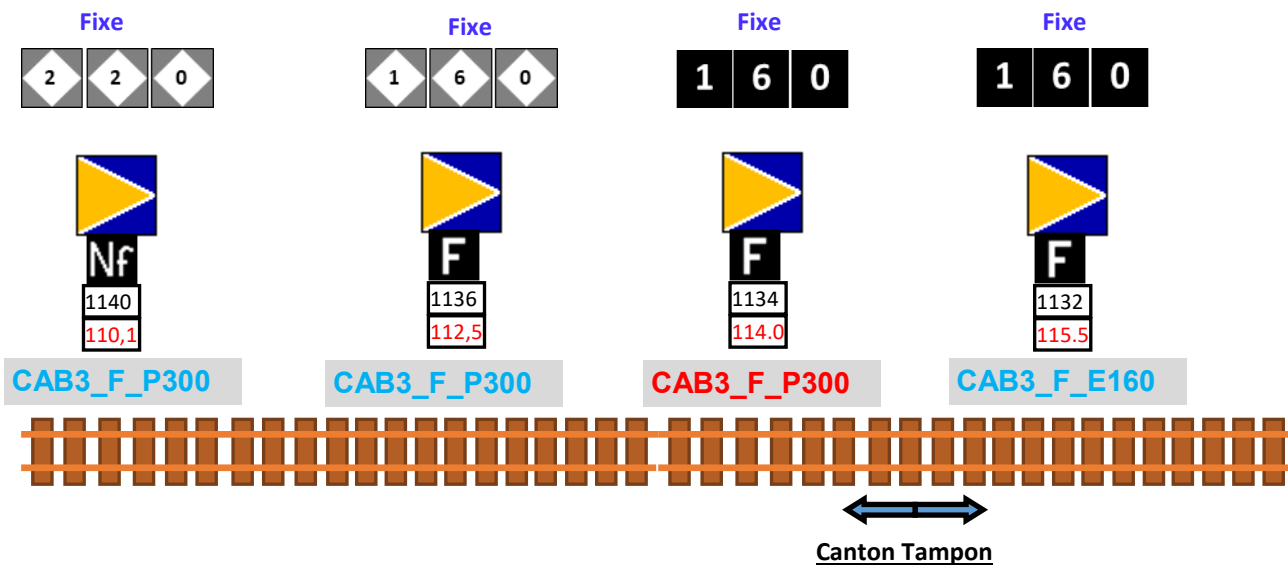 Fixe Fixe Fixe Fixe
2 2 0 1 6 0 1 6 0 1 6 0
Nf F F F
1140 1136 1134 1132
110,1 112,5 114.0 115.5
CAB3_F_P300 CAB3_F_P300 CAB3_F_P300 CAB3_F_E160
Canton Tampon